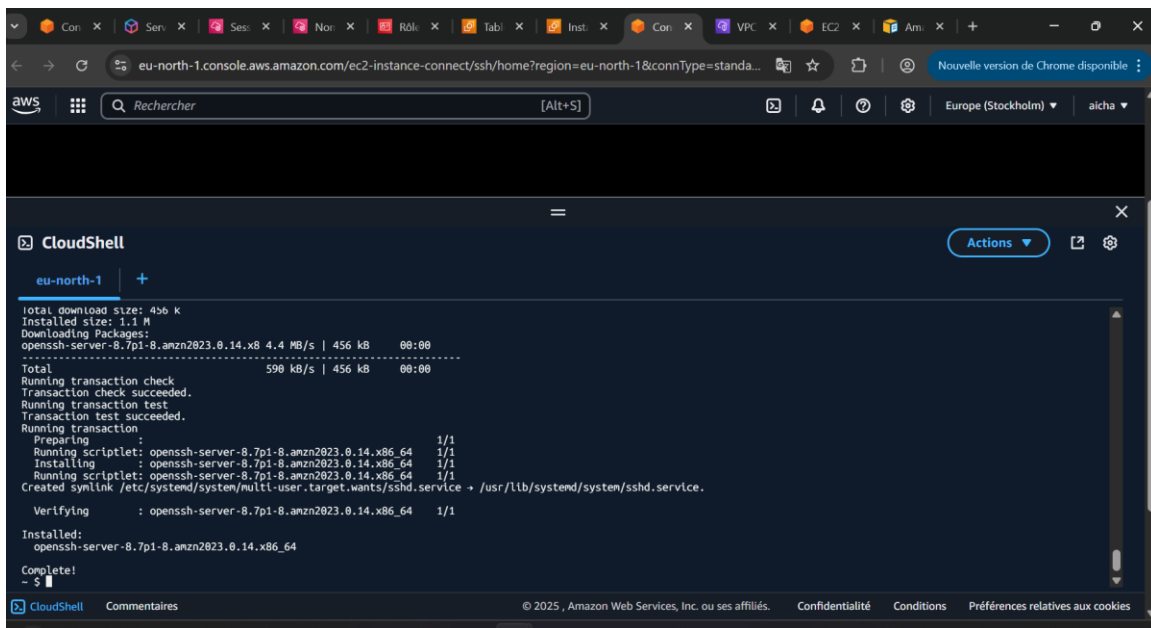 Con
Serv
Sess
Non
Rôle
Tabl
Inst
Con
VPC
EC2
Ama
eu-north-1.console.aws.amazon.com/ec2-instance-connect/ssh/home?region=eu-north-1&connType=standa...
Nouvelle version de Chrome disponible
aws
Rechercher
[Alt+S]
Europe (Stockholm)
aicha
CloudShell
Actions
eu-north-1
Total download size: 456 k
Installed size: 1.1 M
Downloading Packages:
openssh-server-8.7p1-8.amzn2023.0.14.x8 4.4 MB/s | 456 kB 00:00
--------------------------------------------------------------------------------
Total 590 kB/s | 456 kB 00:00
Running transaction check
Transaction check succeeded.
Running transaction test
Transaction test succeeded.
Running transaction
Preparing : 1/1
Running scriptlet: openssh-server-8.7p1-8.amzn2023.0.14.x86_64 1/1
Installing : openssh-server-8.7p1-8.amzn2023.0.14.x86_64 1/1
Running scriptlet: openssh-server-8.7p1-8.amzn2023.0.14.x86_64 1/1
Created symlink /etc/systemd/system/multi-user.target.wants/sshd.service → /usr/lib/systemd/system/sshd.service.
Verifying : openssh-server-8.7p1-8.amzn2023.0.14.x86_64 1/1
Installed:
openssh-server-8.7p1-8.amzn2023.0.14.x86_64
Complete!
~ $
CloudShell Commentaires © 2025 , Amazon Web Services, Inc. ou ses affiliés. Confidentialité Conditions Préférences relatives aux cookies